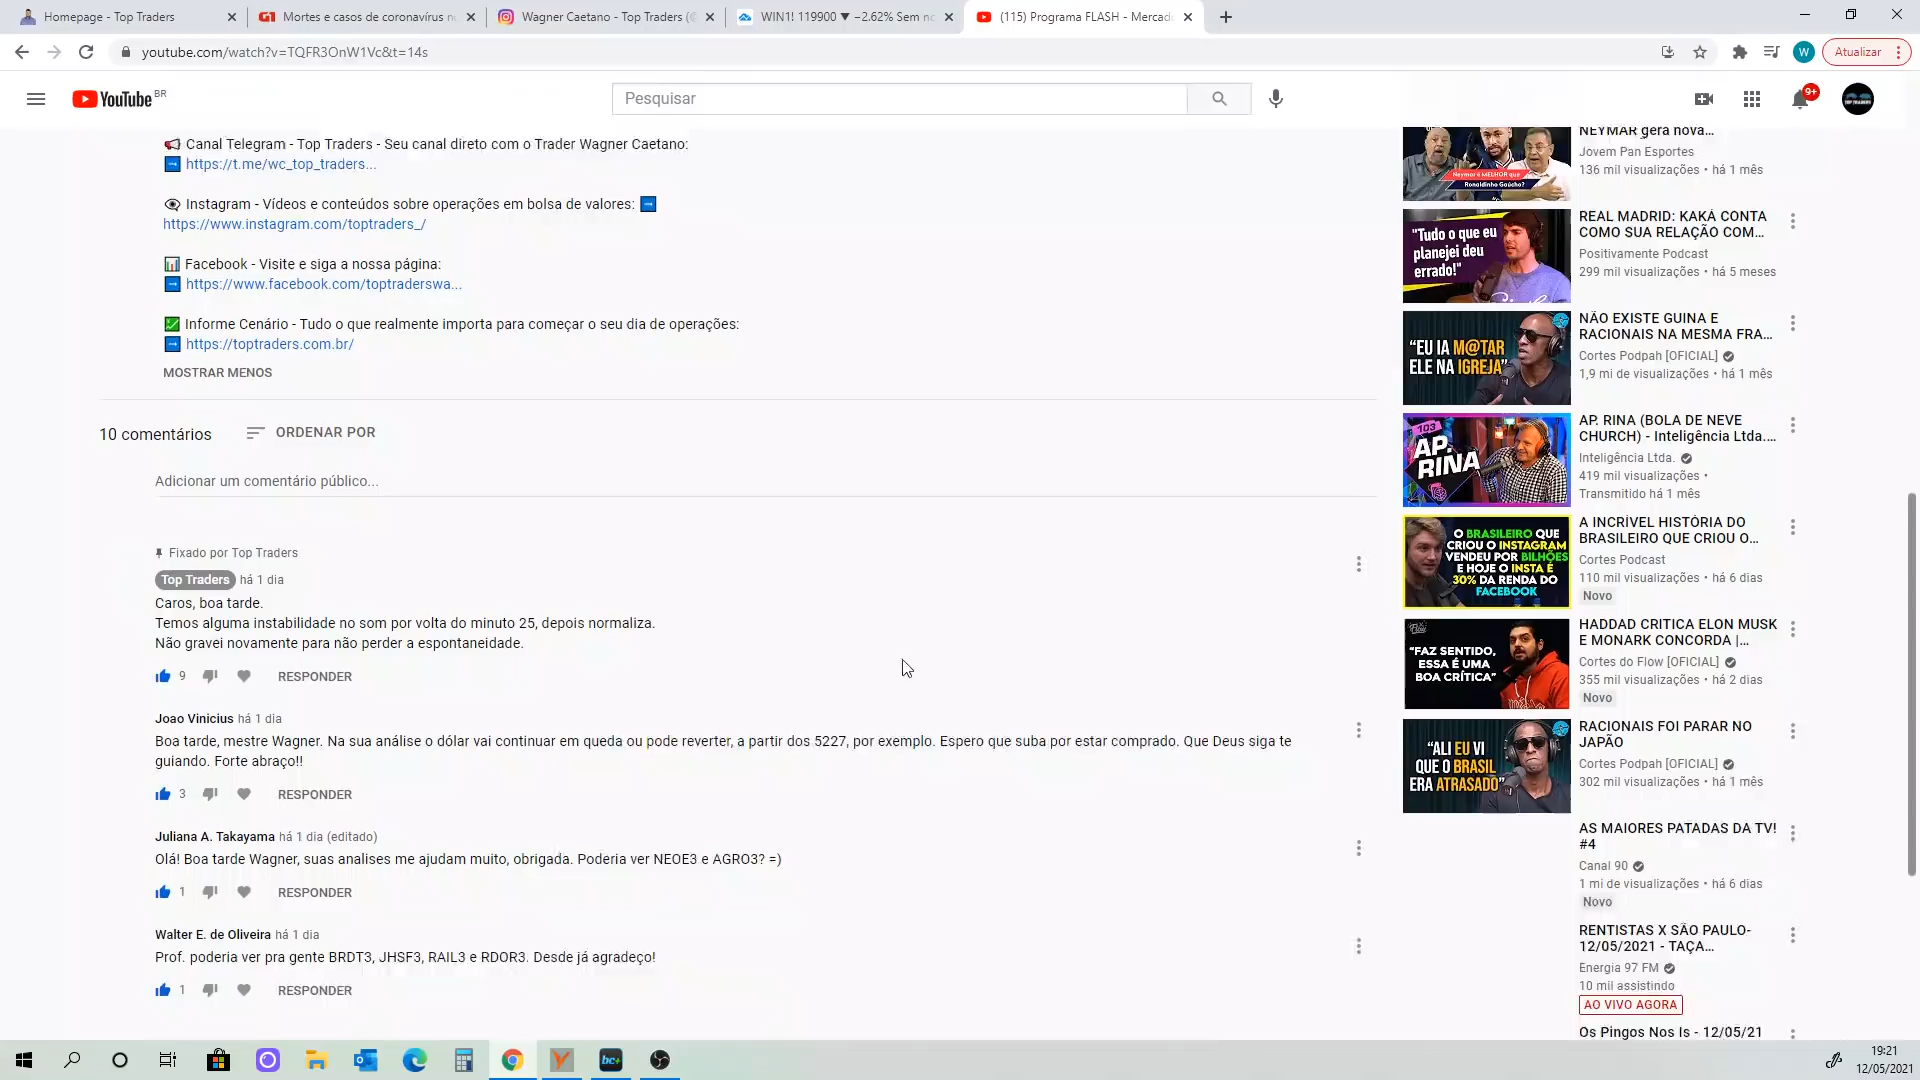 Homepage - Top Traders
Mortes e casos de coronavírus n
Wagner Caetano - Top Traders (@
WIN1! 119900 ▼ −2.62% Sem no
(115) Programa FLASH - Mercad
youtube.com/watch?v=TQFR3OnW1Vc&t=14s
W
Atualizar
YouTube BR
Pesquisar
9+
📢 Canal Telegram - Top Traders - Seu canal direto com o Trader Wagner Caetano:
➡ https://t.me/wc_top_traders...
👁 Instagram - Vídeos e conteúdos sobre operações em bolsa de valores: ➡
https://www.instagram.com/toptraders_/
📊 Facebook - Visite e siga a nossa página:
➡ https://www.facebook.com/toptraderswa...
💹 Informe Cenário - Tudo o que realmente importa para começar o seu dia de operações:
➡ https://toptraders.com.br/
MOSTRAR MENOS
10 comentários
ORDENAR POR
Adicionar um comentário público...
Fixado por Top Traders
Top Traders há 1 dia
Caros, boa tarde.
Temos alguma instabilidade no som por volta do minuto 25, depois normaliza.
Não gravei novamente para não perder a espontaneidade.
9 RESPONDER
Joao Vinicius há 1 dia
Boa tarde, mestre Wagner. Na sua análise o dólar vai continuar em queda ou pode reverter, a partir dos 5227, por exemplo. Espero que suba por estar comprado. Que Deus siga te
guiando. Forte abraço!!
3 RESPONDER
Juliana A. Takayama há 1 dia (editado)
Olá! Boa tarde Wagner, suas analises me ajudam muito, obrigada. Poderia ver NEOE3 e AGRO3? =)
1 RESPONDER
Walter E. de Oliveira há 1 dia
Prof. poderia ver pra gente BRDT3, JHSF3, RAIL3 e RDOR3. Desde já agradeço!
1 RESPONDER
Neymar é MELHOR que
Ronaldinho Gaúcho?
NEYMAR gera nova...
Jovem Pan Esportes
136 mil visualizações • há 1 mês
"Tudo o que eu
planejei deu
errado!"
REAL MADRID: KAKÁ CONTA
COMO SUA RELAÇÃO COM...
Positivamente Podcast
299 mil visualizações • há 5 meses
"EU IA M@TAR
ELE NA IGREJA"
NÃO EXISTE GUINA E
RACIONAIS NA MESMA FRA...
Cortes Podpah [OFICIAL]
1,9 mi de visualizações • há 1 mês
103
AP.
RINA
AP. RINA (BOLA DE NEVE
CHURCH) - Inteligência Ltda....
Inteligência Ltda.
419 mil visualizações •
Transmitido há 1 mês
O BRASILEIRO QUE
CRIOU O INSTAGRAM
VENDEU POR BILHÕES
E HOJE O INSTA É
30% DA RENDA DO
FACEBOOK
A INCRÍVEL HISTÓRIA DO
BRASILEIRO QUE CRIOU O...
Cortes Podcast
110 mil visualizações • há 6 dias
Novo
"FAZ SENTIDO,
ESSA É UMA
BOA CRÍTICA"
HADDAD CRITICA ELON MUSK
E MONARK CONCORDA |...
Cortes do Flow [OFICIAL]
355 mil visualizações • há 2 dias
Novo
"ALI EU VI
QUE O BRASIL
ERA ATRASADO"
RACIONAIS FOI PARAR NO
JAPÃO
Cortes Podpah [OFICIAL]
302 mil visualizações • há 1 mês
AS MAIORES PATADAS DA TV!
#4
Canal 90
1 mi de visualizações • há 6 dias
Novo
RENTISTAS X SÃO PAULO-
12/05/2021 - TAÇA...
Energia 97 FM
10 mil assistindo
AO VIVO AGORA
Os Pingos Nos Is - 12/05/21
bc+
19:21
12/05/2021